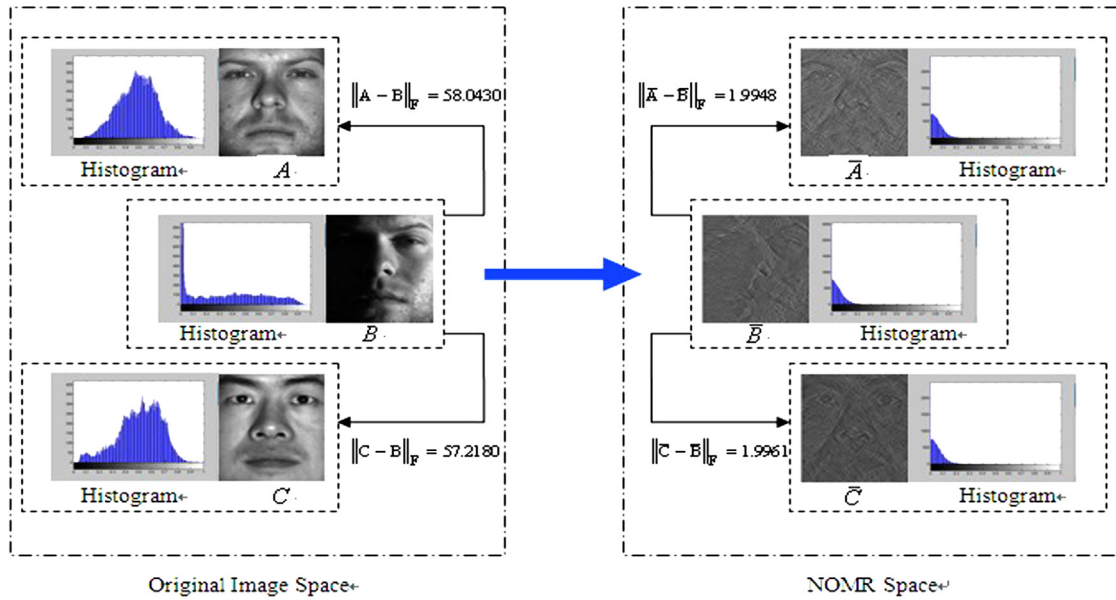 ‖A − B‖F = 58.0430
Histogram↵
A
Histogram↵
B
‖C − B‖F = 57.2180
Histogram↵
C
Original Image Space↵
‖A̅ − B̅‖F = 1.9948
A̅
Histogram↵
B̅
Histogram↵
‖C̅ − B̅‖F = 1.9961
C̅
Histogram↵
NOMR Space↵